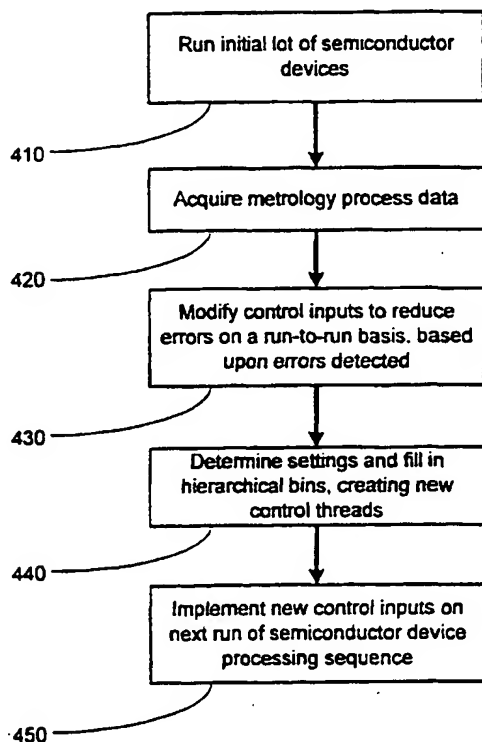 Run initial lot of semiconductor
devices
410
Acquire metrology process data
420
Modify control inputs to reduce
errors on a run-to-run basis, based
upon errors detected
430
Determine settings and fill in
hierarchical bins, creating new
control threads
440
Implement new control inputs on
next run of semiconductor device
processing sequence
450